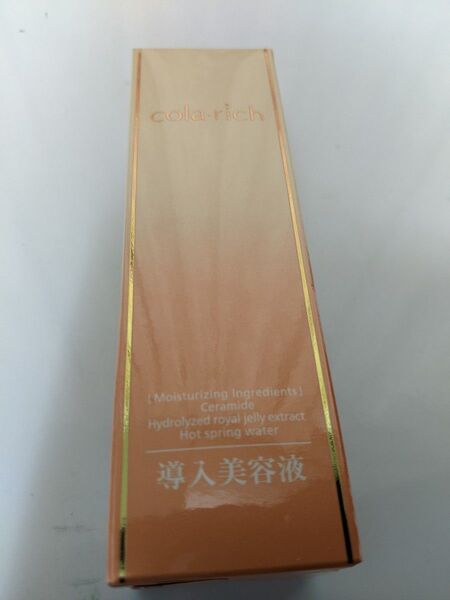 cola·rich
[Moisturizing Ingredients]
Ceramide
Hydrolyzed royal jelly extract
Hot spring water
導入美容液